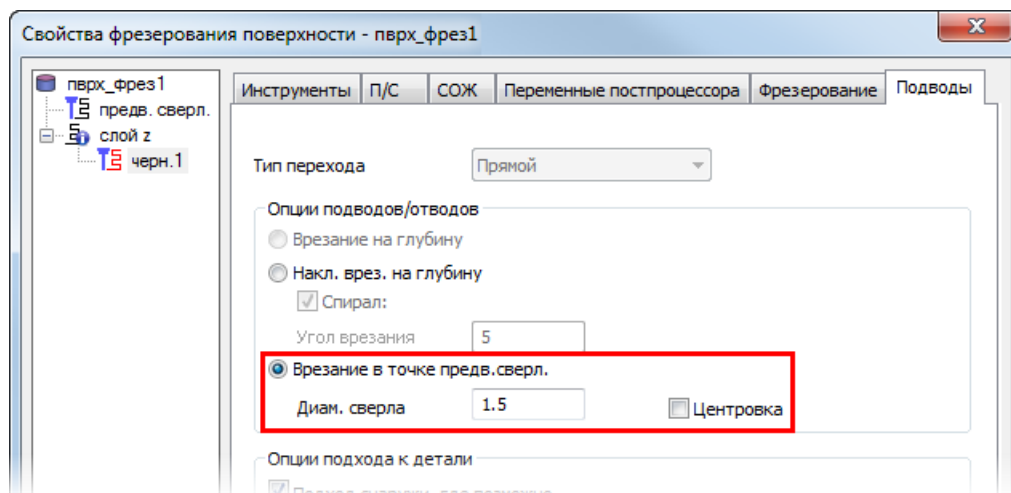 Свойства фрезерования поверхности - пврх_фрез1
пврх_фрез1
предв. сверл.
слой z
черн.1
Инструменты П/С СОЖ Переменные постпроцессора Фрезерование Подводы
Тип перехода Прямой
Опции подводов/отводов
Врезание на глубину
Накл. врез. на глубину
Спирал:
Угол врезания 5
Врезание в точке предв.сверл.
Диам. сверла 1.5 Центровка
Опции подхода к детали